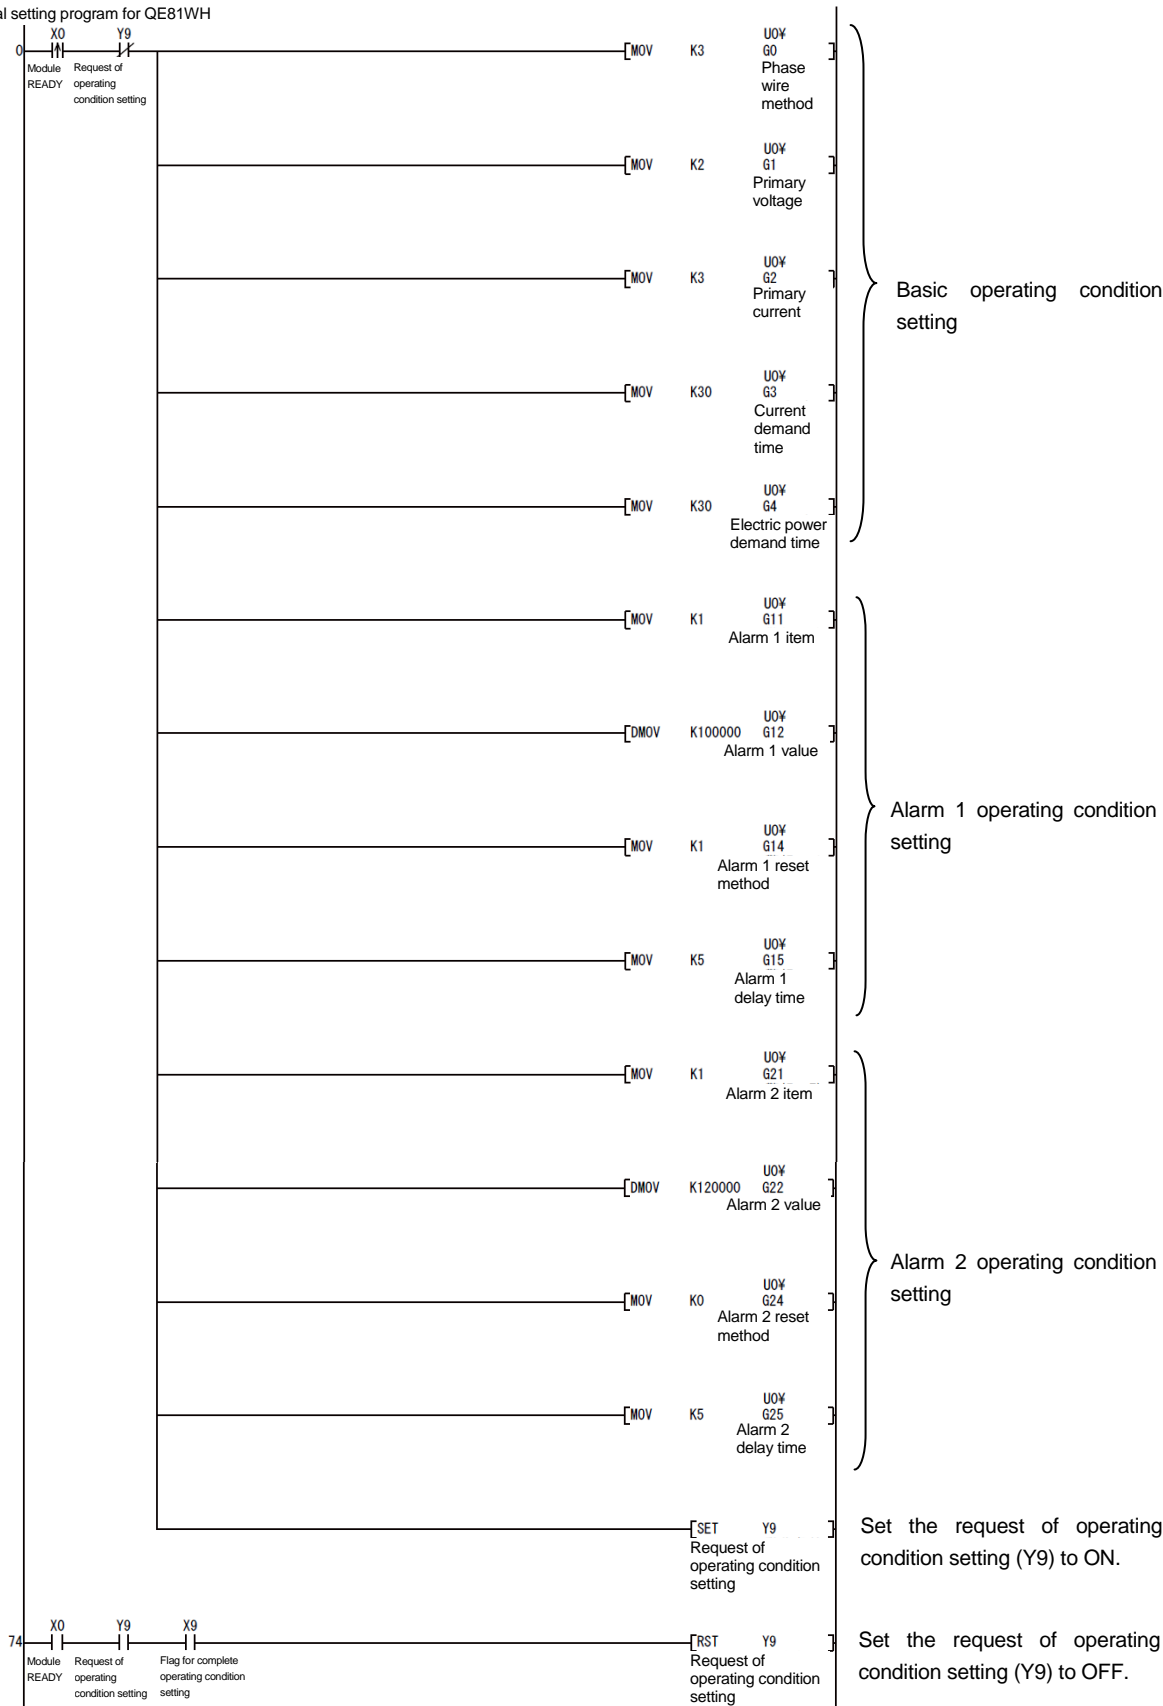 al setting program for QE81WH
X0 Y9
0
Module READY
Request of operating condition setting
U0¥
MOV K3 G0
Phase
wire
method
U0¥
MOV K2 G1
Primary
voltage
U0¥
MOV K3 G2
Primary
current
U0¥
MOV K30 G3
Current
demand
time
U0¥
MOV K30 G4
Electric power
demand time
Basic operating condition
setting
U0¥
MOV K1 G11
Alarm 1 item
U0¥
DMOV K100000 G12
Alarm 1 value
U0¥
MOV K1 G14
Alarm 1 reset
method
U0¥
MOV K5 G15
Alarm 1
delay time
Alarm 1 operating condition
setting
U0¥
MOV K1 G21
Alarm 2 item
U0¥
DMOV K120000 G22
Alarm 2 value
U0¥
MOV K0 G24
Alarm 2 reset
method
U0¥
MOV K5 G25
Alarm 2
delay time
Alarm 2 operating condition
setting
SET Y9
Request of
operating condition
setting
Set the request of operating
condition setting (Y9) to ON.
X0 Y9 X9
74
Module READY
Request of operating condition setting
Flag for complete operating condition setting
RST Y9
Request of
operating condition
setting
Set the request of operating
condition setting (Y9) to OFF.